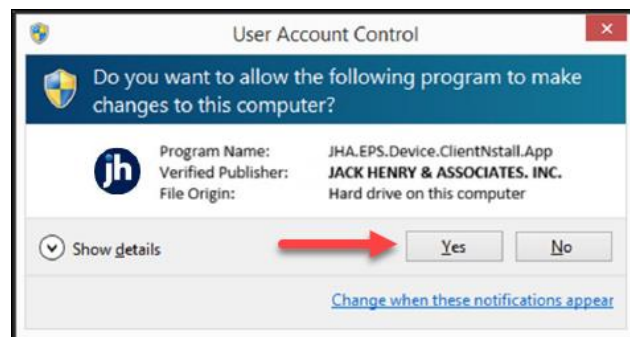 User Account Control
Do you want to allow the following program to make
changes to this computer?
jh
Program Name: JHA.EPS.Device.ClientNstall.App
Verified Publisher: JACK HENRY & ASSOCIATES. INC.
File Origin: Hard drive on this computer
Show details
Yes
No
Change when these notifications appear